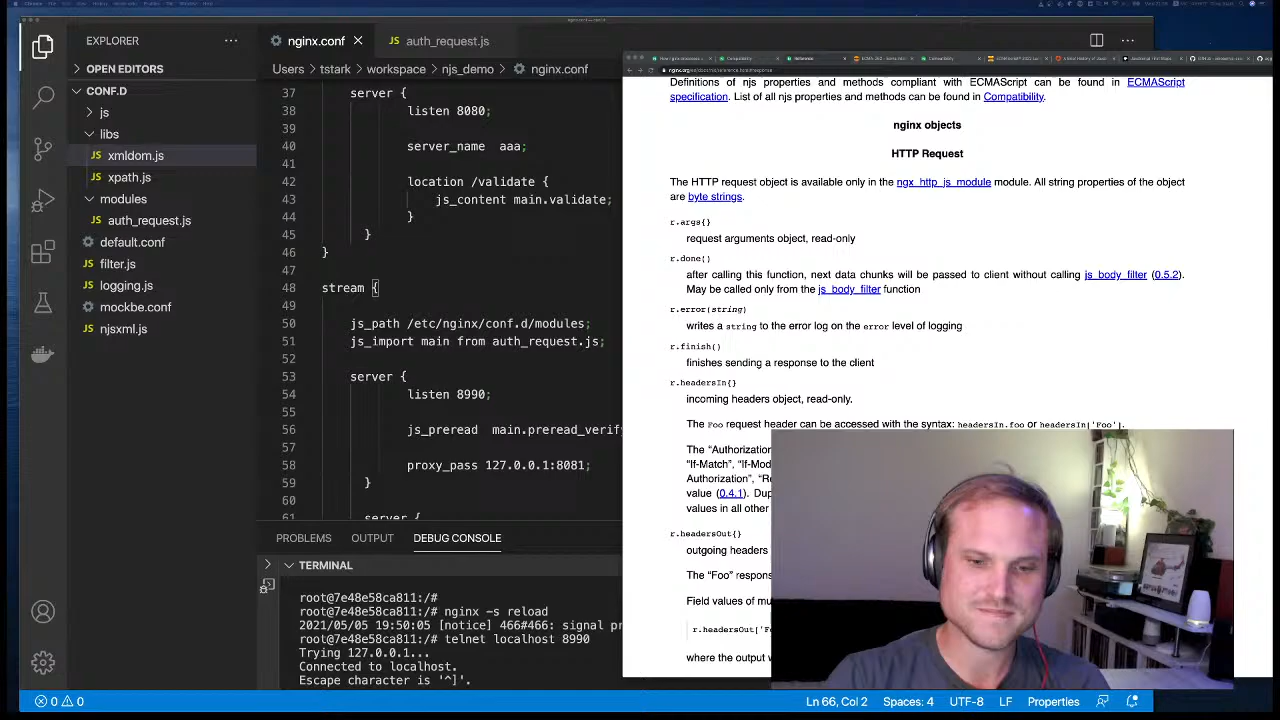 EXPLORER
OPEN EDITORS
CONF.D
JS js
libs
JS xmldom.js
JS xpath.js
modules
JS auth_request.js
default.conf
JS filter.js
JS logging.js
mockbe.conf
JS njsxml.js
nginx.conf
JS auth_request.js
Users
tstark
workspace
njs_demo
nginx.conf
37 server {
38 listen 8080;
39
40 server_name aaa;
41
42 location /validate {
43 js_content main.validate;
44 }
45 }
46 }
47
48 stream {
49
50 js_path /etc/nginx/conf.d/modules;
51 js_import main from auth_request.js;
52
53 server {
54 listen 8990;
55
56 js_preread main.preread_verify
57
58 proxy_pass 127.0.0.1:8081;
59 }
60
61 server {
PROBLEMS
OUTPUT
DEBUG CONSOLE
TERMINAL
root@7e48e58ca811:/#
root@7e48e58ca811:/# nginx -s reload
2021/05/05 19:50:05 [notice] 466#466: signal pr
root@7e48e58ca811:/# telnet localhost 8990
Trying 127.0.0.1...
Connected to localhost.
Escape character is '^]'.
0 0
Ln 66, Col 2
Spaces: 4
UTF-8
LF
Properties
Definitions of njs properties and methods compliant with ECMAScript can be found in ECMAScript
specification. List of all njs properties and methods can be found in Compatibility.
nginx objects
HTTP Request
The HTTP request object is available only in the ngx_http_js_module module. All string properties of the object
are byte strings.
r.args{}
request arguments object, read-only
r.done()
after calling this function, next data chunks will be passed to client without calling js_body_filter (0.5.2).
May be called only from the js_body_filter function
r.error(string)
writes a string to the error log on the error level of logging
r.finish()
finishes sending a response to the client
r.headersIn{}
incoming headers object, read-only.
The Foo request header can be accessed with the syntax: headersIn.foo or headersIn['Foo'].
The “Authorization
“If-Match”, “If-Mod
Authorization”, “Re
value (0.4.1). Dup
values in all other
r.headersOut{}
outgoing headers
The “Foo” respons
Field values of mu
r.headersOut['Fo
where the output w